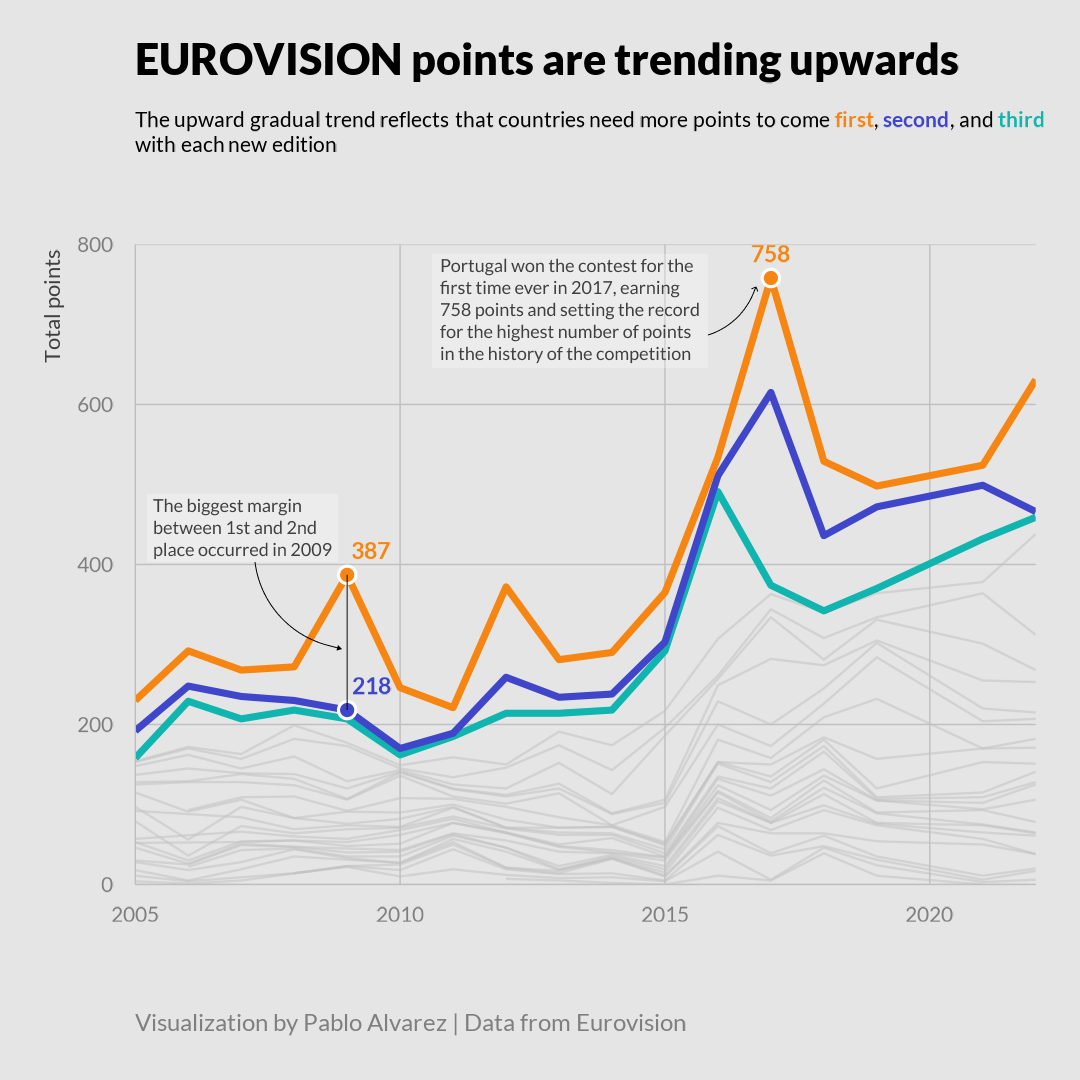 EUROVISION points are trending upwards
The upward gradual trend reflects that countries need more points to come first, second, and third
with each new edition
Total points
800
600
400
200
0
758
Portugal won the contest for the
first time ever in 2017, earning
758 points and setting the record
for the highest number of points
in the history of the competition
The biggest margin
between 1st and 2nd
place occurred in 2009
387
218
2005
2010
2015
2020
Visualization by Pablo Alvarez | Data from Eurovision